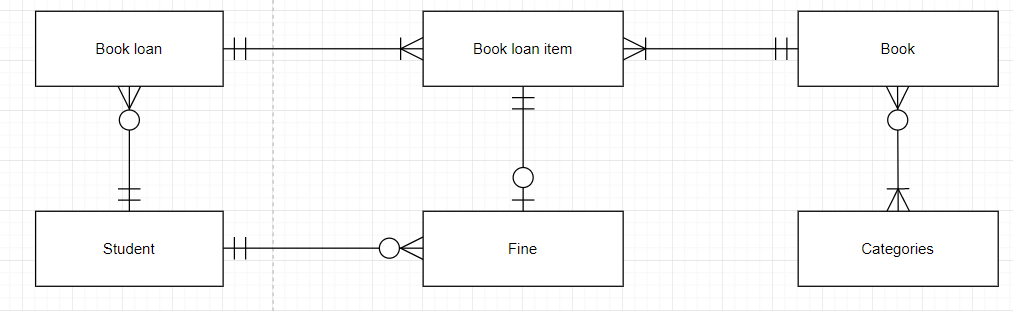 Book loan
Book loan item
Book
Student
Fine
Categories